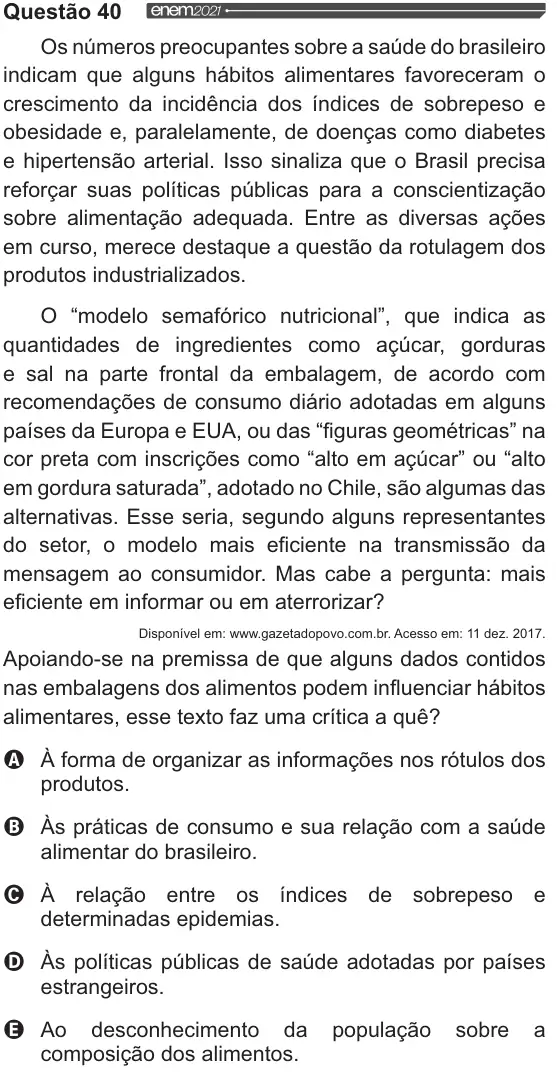 Questão 40 enem2021
Os números preocupantes sobre a saúde do brasileiro
indicam que alguns hábitos alimentares favoreceram o
crescimento da incidência dos índices de sobrepeso e
obesidade e, paralelamente, de doenças como diabetes
e hipertensão arterial. Isso sinaliza que o Brasil precisa
reforçar suas políticas públicas para a conscientização
sobre alimentação adequada. Entre as diversas ações
em curso, merece destaque a questão da rotulagem dos
produtos industrializados.
O “modelo semafórico nutricional”, que indica as
quantidades de ingredientes como açúcar, gorduras
e sal na parte frontal da embalagem, de acordo com
recomendações de consumo diário adotadas em alguns
países da Europa e EUA, ou das “figuras geométricas” na
cor preta com inscrições como “alto em açúcar” ou “alto
em gordura saturada”, adotado no Chile, são algumas das
alternativas. Esse seria, segundo alguns representantes
do setor, o modelo mais eficiente na transmissão da
mensagem ao consumidor. Mas cabe a pergunta: mais
eficiente em informar ou em aterrorizar?
Disponível em: www.gazetadopovo.com.br. Acesso em: 11 dez. 2017.
Apoiando-se na premissa de que alguns dados contidos
nas embalagens dos alimentos podem influenciar hábitos
alimentares, esse texto faz uma crítica a quê?
A À forma de organizar as informações nos rótulos dos
produtos.
B Às práticas de consumo e sua relação com a saúde
alimentar do brasileiro.
C À relação entre os índices de sobrepeso e
determinadas epidemias.
D Às políticas públicas de saúde adotadas por países
estrangeiros.
E Ao desconhecimento da população sobre a
composição dos alimentos.